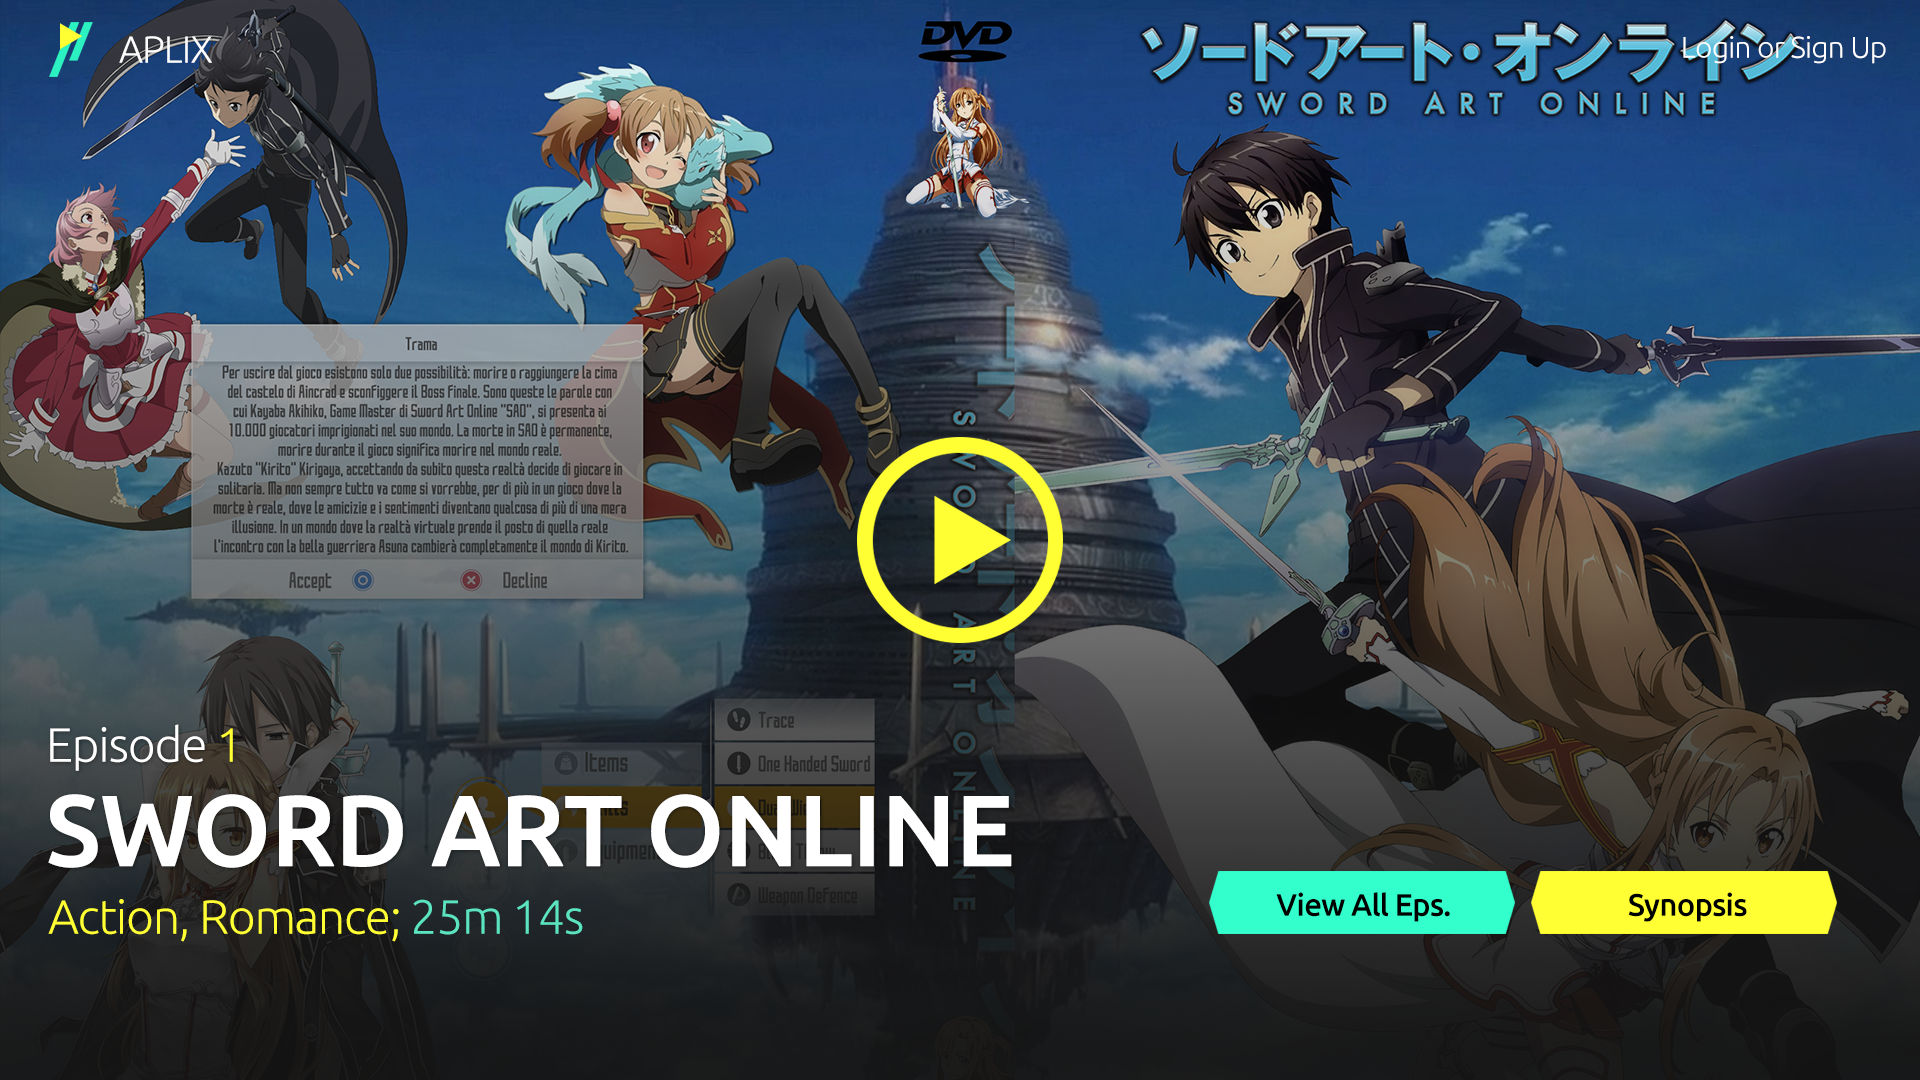 APLIX
DVD
ソードアート・オンライン
SWORD ART ONLINE
Login or Sign Up
Trama
Per uscire dal gioco esistono solo due possibilità: morire o raggiungere la cima
del castelo di Aincrad e sconfiggere il Boss Finale. Sono queste le parole con
cui Kayaba Akihiko, Game Master di Sword Art Online "SAO", si presenta ai
10.000 giocatori imprigionati nel suo mondo. La morte in SAO è permanente,
morire durante il gioco significa morire nel mondo reale.
Kazuto "Kirito" Kirigaya, accettando da subito questa realtà decide di giocare in
solitaria. Ma non sempre tutto va come si vorrebbe, per di più in un gioco dove la
morte è reale, dove le amicizie e i sentimenti diventano qualcosa di più di una mera
illusione. In un mondo dove la realtà virtuale prende il posto di quella reale
l'incontro con la bella guerriera Asuna cambierà completamente il mondo di Kirito.
Accept
Decline
SWORD ART ONLINE
Trace
Items
One Handed Sword
Weapon Defence
Episode 1
SWORD ART ONLINE
Action, Romance; 25m 14s
View All Eps.
Synopsis